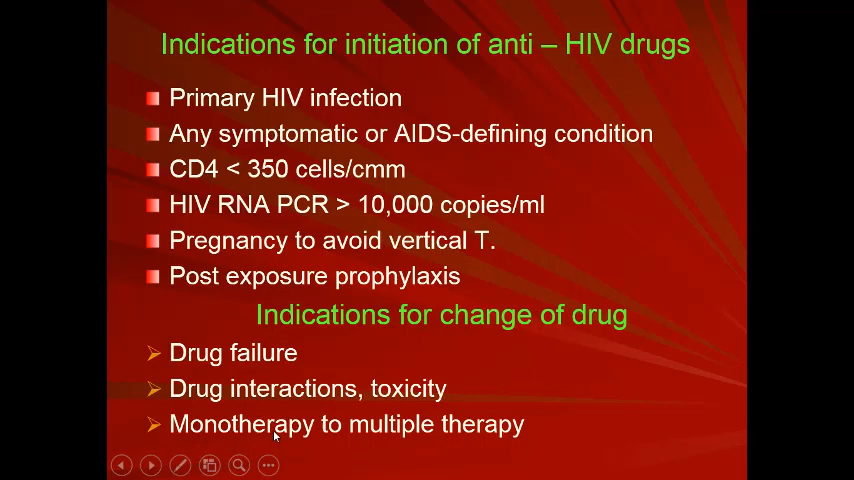 Indications for initiation of anti – HIV drugs
Primary HIV infection
Any symptomatic or AIDS-defining condition
CD4 < 350 cells/cmm
HIV RNA PCR > 10,000 copies/ml
Pregnancy to avoid vertical T.
Post exposure prophylaxis
Indications for change of drug
Drug failure
Drug interactions, toxicity
Monotherapy to multiple therapy